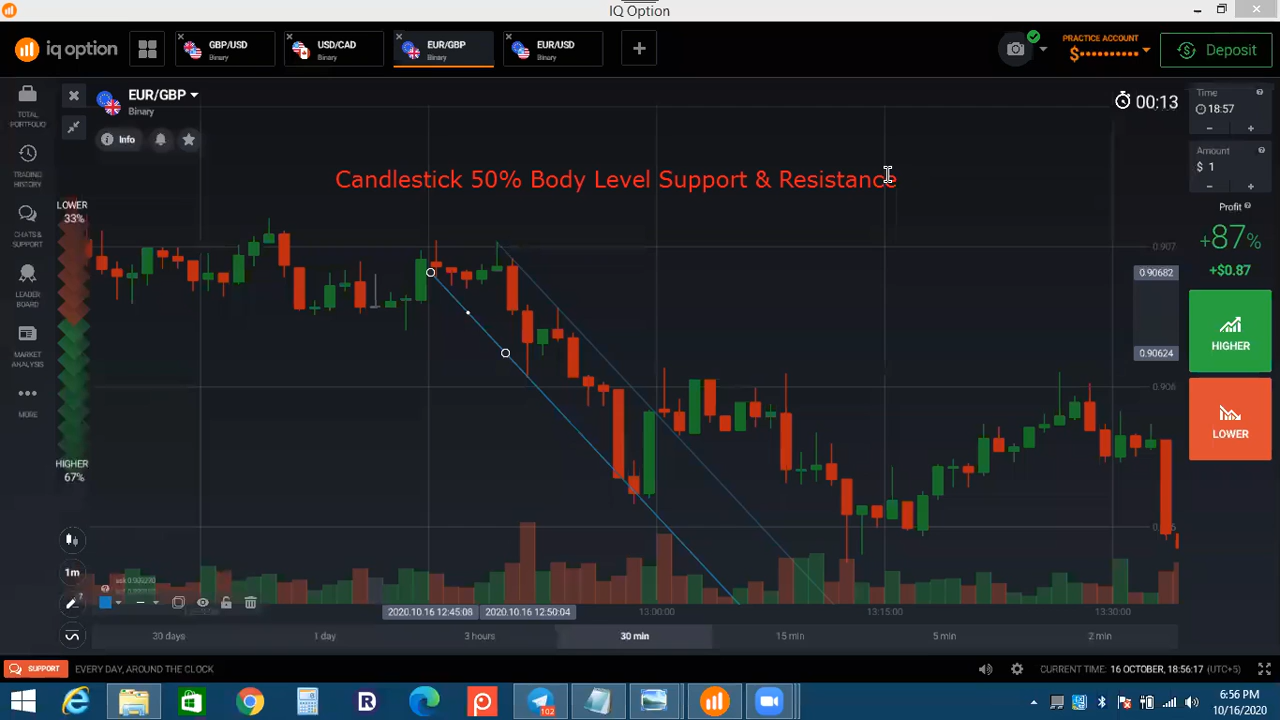 IQ Option
iq option
GBP/USD
Binary
USD/CAD
Binary
EUR/GBP
Binary
EUR/USD
Binary
PRACTICE ACCOUNT
$••••••••••
Deposit
TOTAL PORTFOLIO
TRADING HISTORY
CHATS & SUPPORT
LEADER BOARD
MARKET ANALYSIS
MORE
EUR/GBP
Binary
Info
00:13
Candlestick 50% Body Level Support & Resistance
LOWER
33%
HIGHER
67%
0.907
0.90682
0.90624
0.906
Time
18:57
Amount
$ 1
Profit
+87%
+$0.87
HIGHER
LOWER
1m
2020.10.16 12:45:08
2020.10.16 12:50:04
13:00:00
13:15:00
13:30:00
30 days
1 day
3 hours
30 min
15 min
5 min
2 min
SUPPORT
EVERY DAY, AROUND THE CLOCK
CURRENT TIME: 16 OCTOBER, 18:56:17 (UTC+5)
102
6:56 PM
10/16/2020